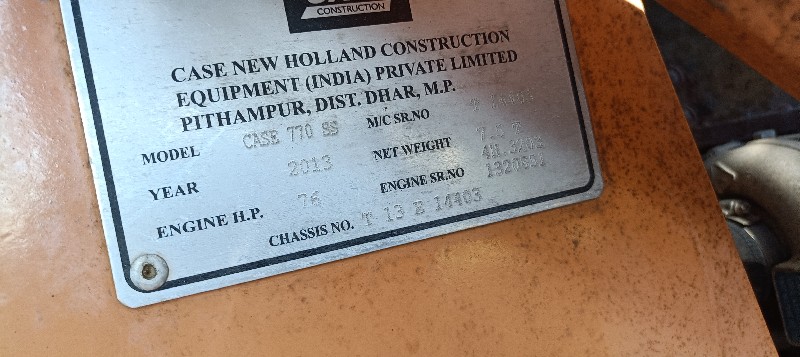 CONSTRUCTION
CASE NEW HOLLAND CONSTRUCTION
EQUIPMENT (INDIA) PRIVATE LIMITED
PITHAMPUR, DIST. DHAR, M.P.
MODEL CASE 770 SS M/C SR.NO
YEAR 2013 NET WEIGHT
ENGINE H.P. 76 ENGINE SR.NO
CHASSIS NO. T 13 E 14403